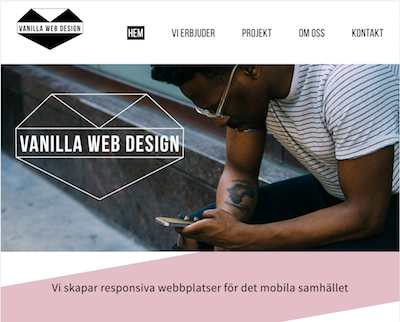 VANILLA WEB DESIGN
HEM VI ERBJUDER PROJEKT OM OSS KONTAKT
VANILLA WEB DESIGN
Vi skapar responsiva webbplatser för det mobila samhället